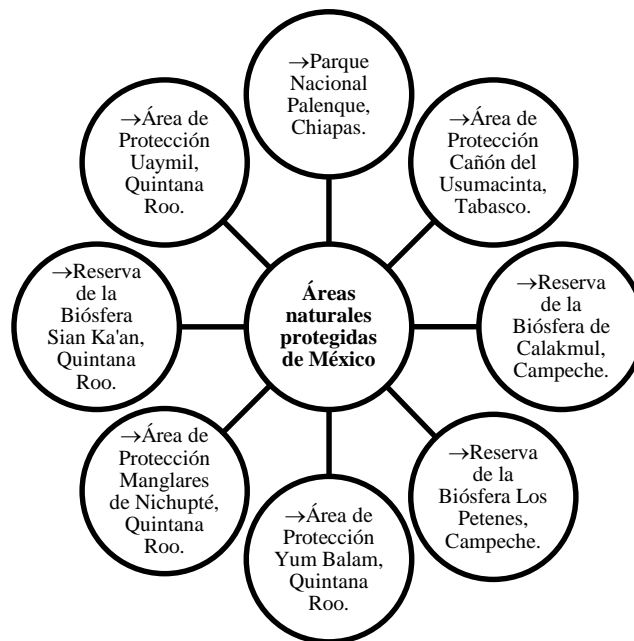 →Parque
Nacional
Palenque,
Chiapas.
→Área de
Protección
Cañón del
Usumacinta,
Tabasco.
→Reserva
de la
Biósfera de
Calakmul,
Campeche.
→Reserva
de la
Biósfera Los
Petenes,
Campeche.
→Área de
Protección
Yum Balam,
Quintana
Roo.
→Área de
Protección
Manglares
de Nichupté,
Quintana
Roo.
→Reserva
de la
Biósfera
Sian Ka'an,
Quintana
Roo.
→Área de
Protección
Uaymil,
Quintana
Roo.
Áreas
naturales
protegidas
de México